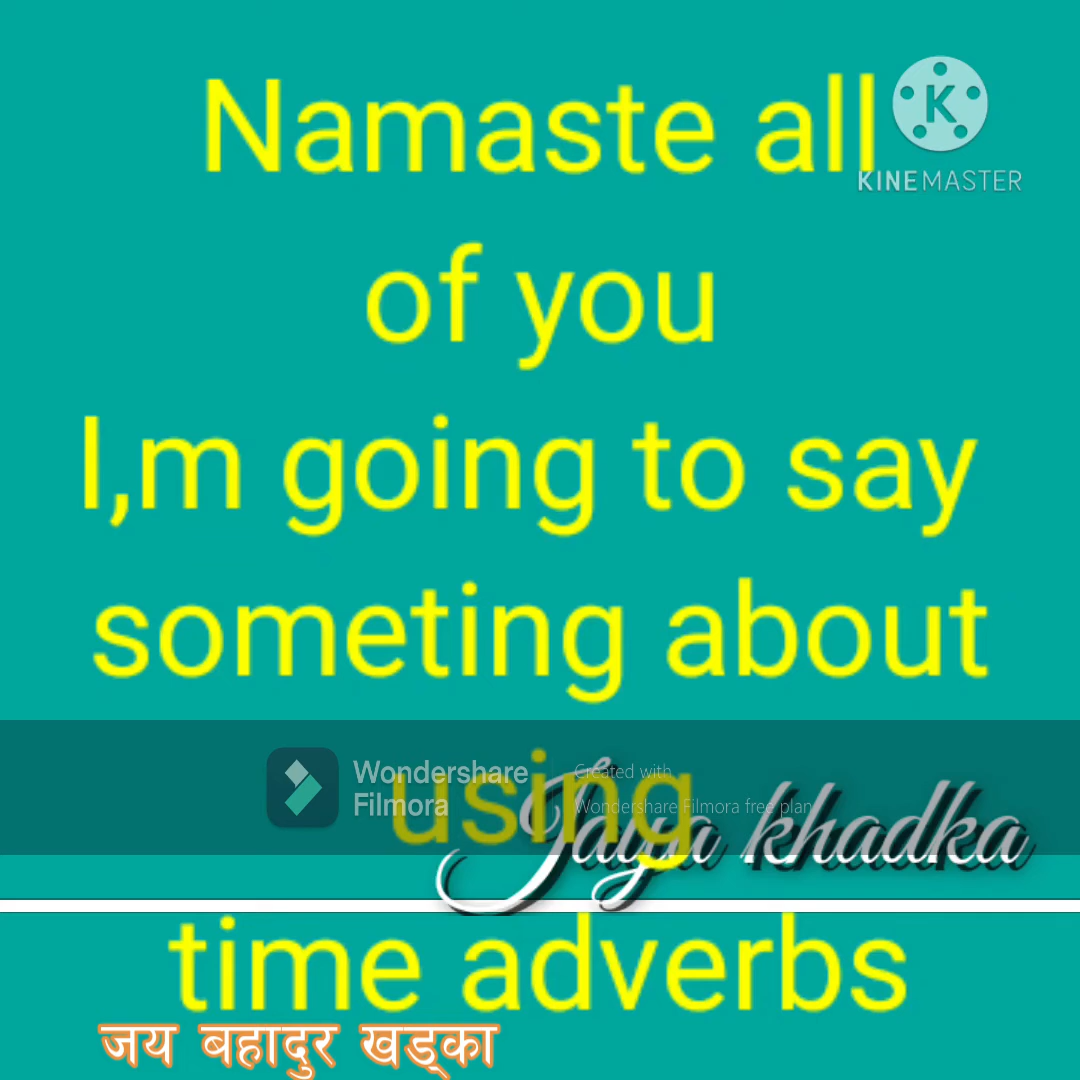 Namaste all
KINEMASTER
of you
I,m going to say
someting about
using
Wondershare
Filmora
Created with
Wondershare Filmora free plan
Jaya khadka
time adverbs
जय बहादुर खड्का